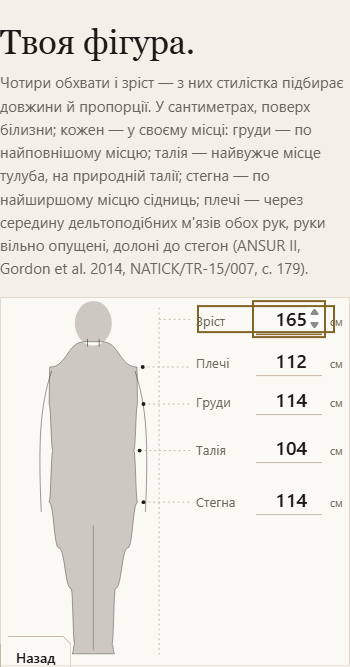 Твоя фігура.
Чотири обхвати і зріст — з них стилістка підбирає
довжини й пропорції. У сантиметрах, поверх
білизни; кожен — у своєму місці: груди — по
найповнішому місцю; талія — найвужче місце
тулуба, на природній талії; стегна — по
найширшому місцю сідниць; плечі — через
середину дельтоподібних м'язів обох рук, руки
вільно опущені, долоні до стегон (ANSUR II,
Gordon et al. 2014, NATICK/TR-15/007, с. 179).
Зріст 165 см
Плечі 112 см
Груди 114 см
Талія 104 см
Стегна 114 см
Назад